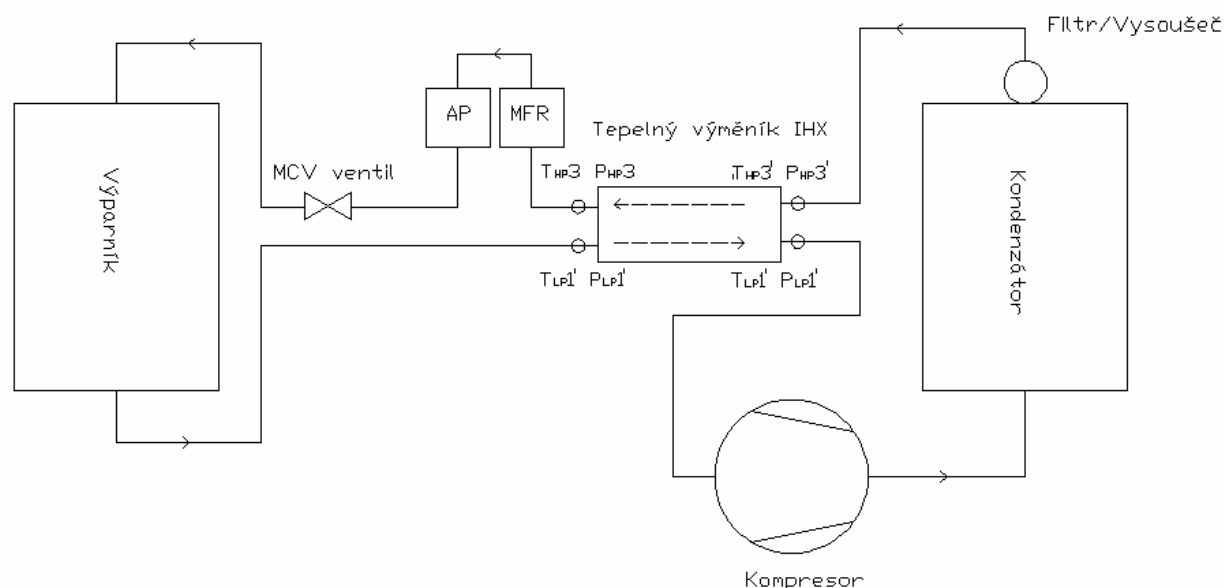 FIltr/Vysoušeč
AP
MFR
Tepelný výměník IHX
MCV ventil
THP3 PHP3
THP3' PHP3'
Výparník
Kondenzátor
TLP1' PLP1'
TLP1' PLP1'
Kompresor